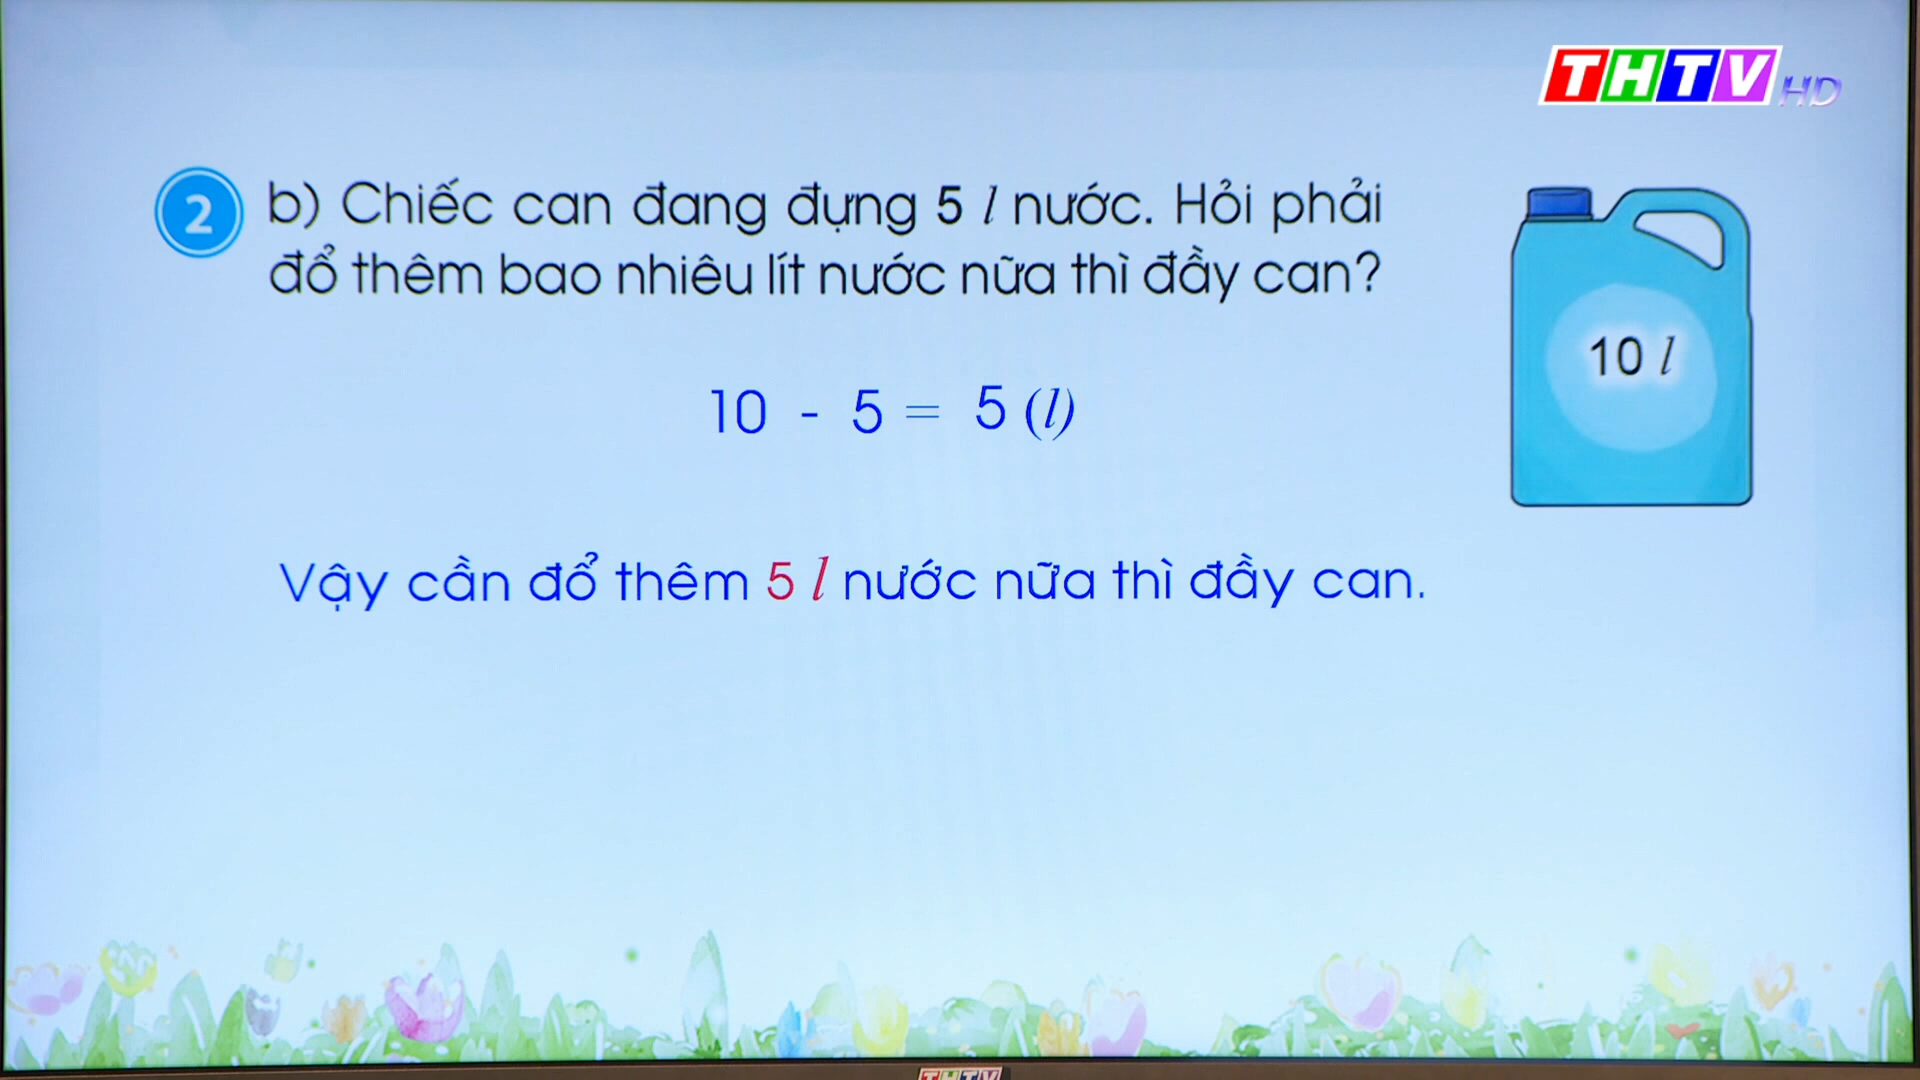 THTV HD
2 b) Chiếc can đang đựng 5 l nước. Hỏi phải
đổ thêm bao nhiêu lít nước nữa thì đầy can?
10 l
10 - 5 = 5 (l)
Vậy cần đổ thêm 5 l nước nữa thì đầy can.
THTV